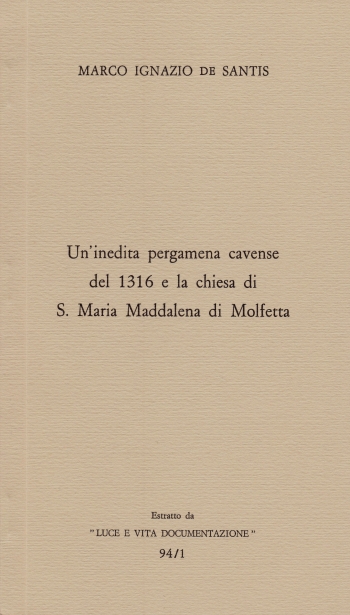 MARCO IGNAZIO DE SANTIS
Un'inedita pergamena cavense
del 1316 e la chiesa di
S. Maria Maddalena di Molfetta
Estratto da
"LUCE E VITA DOCUMENTAZIONE"
94/1